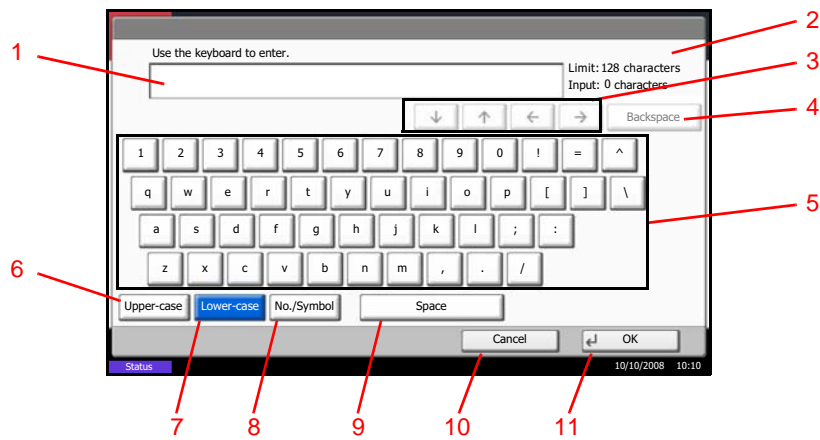 2
Use the keyboard to enter.
1
3
Limit: 128 characters
Input: 0 characters
4
↓ ↑ ← → Backspace
1 2 3 4 5 6 7 8 9 0 ! = ^
q w e r t y u i o p [ ] \
5
a s d f g h j k l ; :
6
z x c v b n m , . /
Upper-case Lower-case No./Symbol Space
Cancel OK
Status 10/10/2008 10:10
7 8 9 10 11